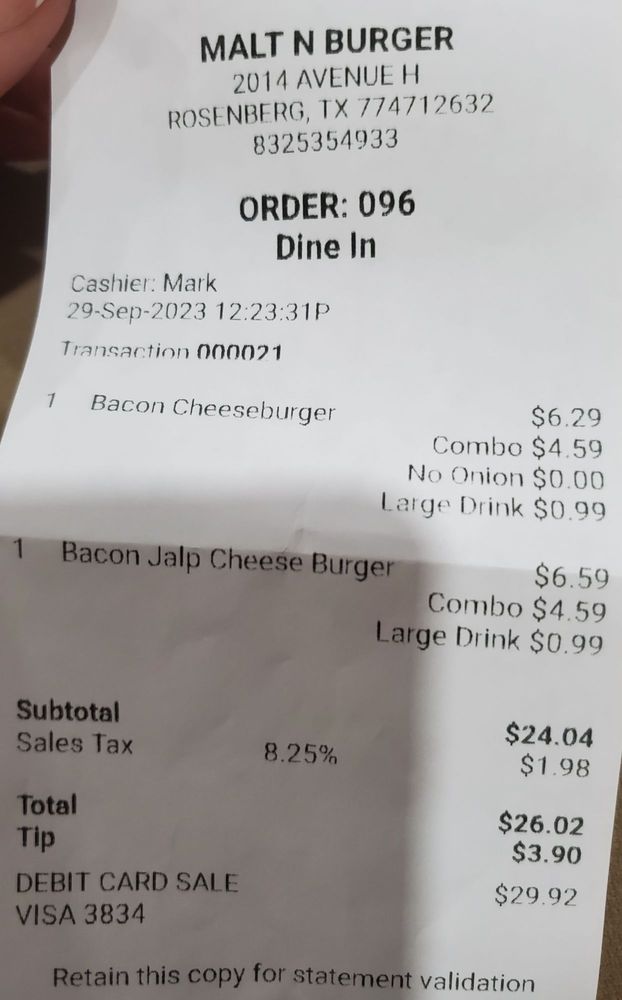 MALT N BURGER
2014 AVENUE H
ROSENBERG, TX 774712632
8325354933
ORDER: 096
Dine In
Cashier: Mark
29-Sep-2023 12:23:31P
Transaction 000021
1 Bacon Cheeseburger $6.29
Combo $4.59
No Onion $0.00
Large Drink $0.99
1 Bacon Jalp Cheese Burger $6.59
Combo $4.59
Large Drink $0.99
Subtotal $24.04
Sales Tax 8.25% $1.98
Total $26.02
Tip $3.90
DEBIT CARD SALE $29.92
VISA 3834
Retain this copy for statement validation